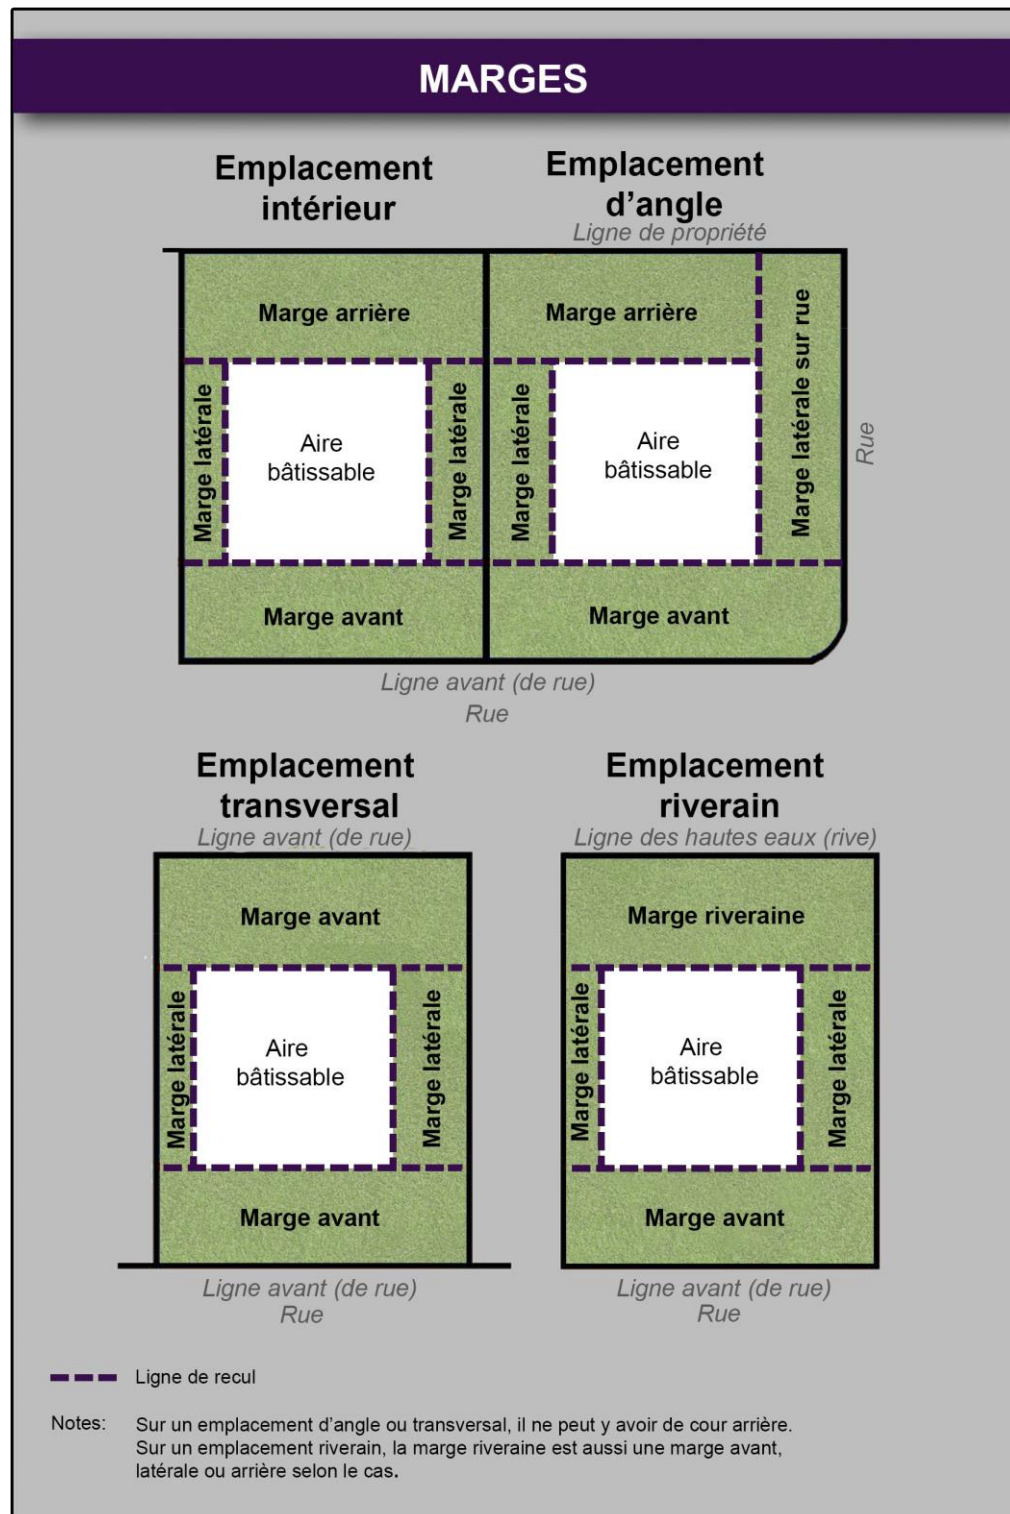 MARGES
Emplacement
intérieur
Emplacement
d’angle
Ligne de propriété
Marge arrière
Marge arrière
Marge latérale
Aire
bâtissable
Marge latérale
Marge latérale
Aire
bâtissable
Marge latérale sur rue
Rue
Marge avant
Marge avant
Ligne avant (de rue)
Rue
Emplacement
transversal
Ligne avant (de rue)
Marge avant
Marge latérale
Aire
bâtissable
Marge latérale
Marge avant
Ligne avant (de rue)
Rue
Emplacement
riverain
Ligne des hautes eaux (rive)
Marge riveraine
Marge latérale
Aire
bâtissable
Marge latérale
Marge avant
Ligne avant (de rue)
Rue
Ligne de recul
Notes: Sur un emplacement d’angle ou transversal, il ne peut y avoir de cour arrière.
Sur un emplacement riverain, la marge riveraine est aussi une marge avant,
latérale ou arrière selon le cas.